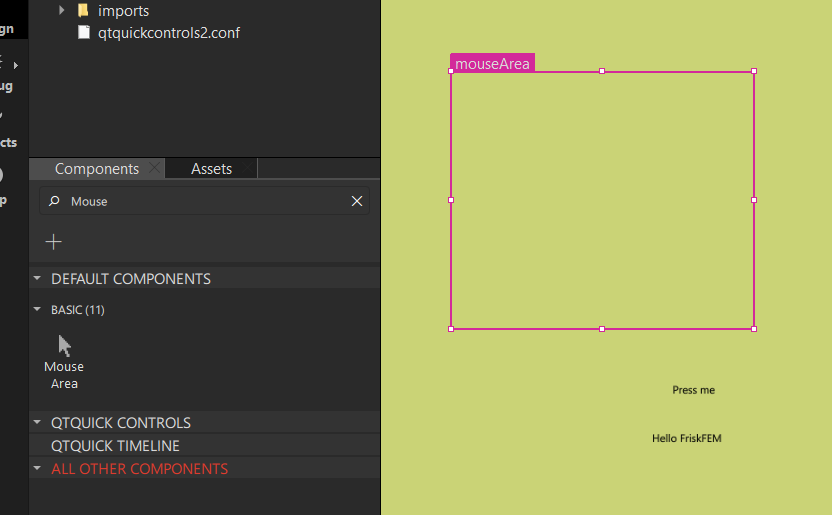 imports
gn
qtquickcontrols2.conf
ug
cts
p
Components
Assets
Mouse
DEFAULT COMPONENTS
BASIC (11)
Mouse
Area
QTQUICK CONTROLS
QTQUICK TIMELINE
ALL OTHER COMPONENTS
mouseArea
Press me
Hello FriskFEM